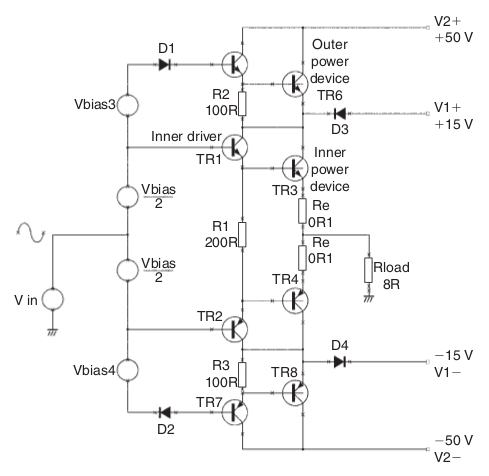 V2+
+50 V
D1
Outer
power
device
TR6
R2
100R
Vbias3
V1+
+15 V
D3
Inner driver
TR1
Inner
power
device
TR3
Vbias
2
Re
0R1
R1
200R
Vbias
2
Re
0R1
Rload
8R
V in
TR4
TR2
D4
−15 V
V1−
Vbias4
R3
100R
TR8
TR7
D2
−50 V
V2−